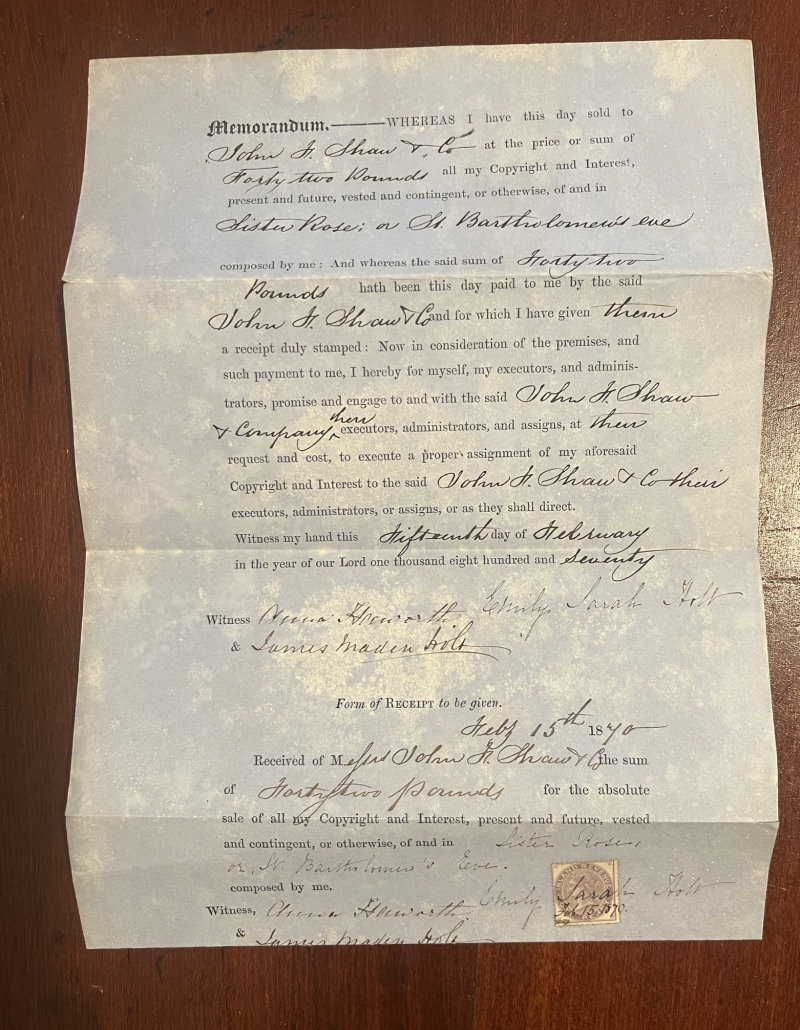 Memorandum.———WHEREAS I have this day sold to
John F. Shaw & Co at the price or sum of
Forty two Pounds all my Copyright and Interest,
present and future, vested and contingent, or otherwise, of and in
Sister Rose; or St. Bartholomew's eve
composed by me: And whereas the said sum of Forty two
Pounds hath been this day paid to me by the said
John F. Shaw & Co and for which I have given them
a receipt duly stamped: Now in consideration of the premises, and
such payment to me, I hereby for myself, my executors, and adminis-
trators, promise and engage to and with the said John F. Shaw
& Company their executors, administrators, and assigns, at their
request and cost, to execute a proper assignment of my aforesaid
Copyright and Interest to the said John F. Shaw & Co their
executors, administrators, or assigns, or as they shall direct.
Witness my hand this Fifteenth day of February
in the year of our Lord one thousand eight hundred and Seventy
Witness Anna Haworth Emily Sarah Holt
& James Maden Holt
Form of RECEIPT to be given.
Feby 15th 1870
Received of Messrs John F. Shaw & Co the sum
of Forty two pounds for the absolute
sale of all my Copyright and Interest, present and future, vested
and contingent, or otherwise, of and in Sister Rose,
or, St. Bartholomew's Eve.
composed by me.
Witness, Anna Haworth Emily Sarah Holt
INLAND REVENUE
Feb. 15. 1870.
& James Maden Holt